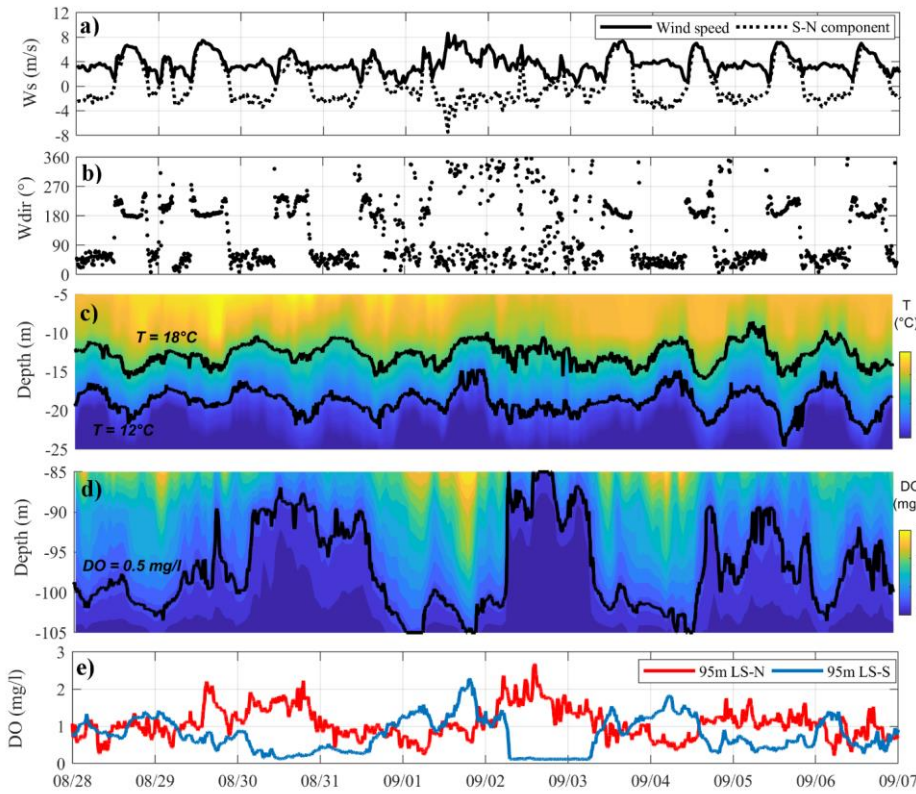 a)
Wind speed
S-N component
Ws (m/s)
12
8
4
0
-4
-8
b)
Wdir (°)
360
270
180
90
0
c)
T = 18°C
T = 12°C
Depth (m)
-5
-10
-15
-20
-25
T
(°C)
d)
DO = 0.5 mg/l
Depth (m)
-85
-90
-95
-100
-105
DO
(mg
e)
95m LS-N
95m LS-S
DO (mg/l)
3
2
1
0
08/28 08/29 08/30 08/31 09/01 09/02 09/03 09/04 09/05 09/06 09/07